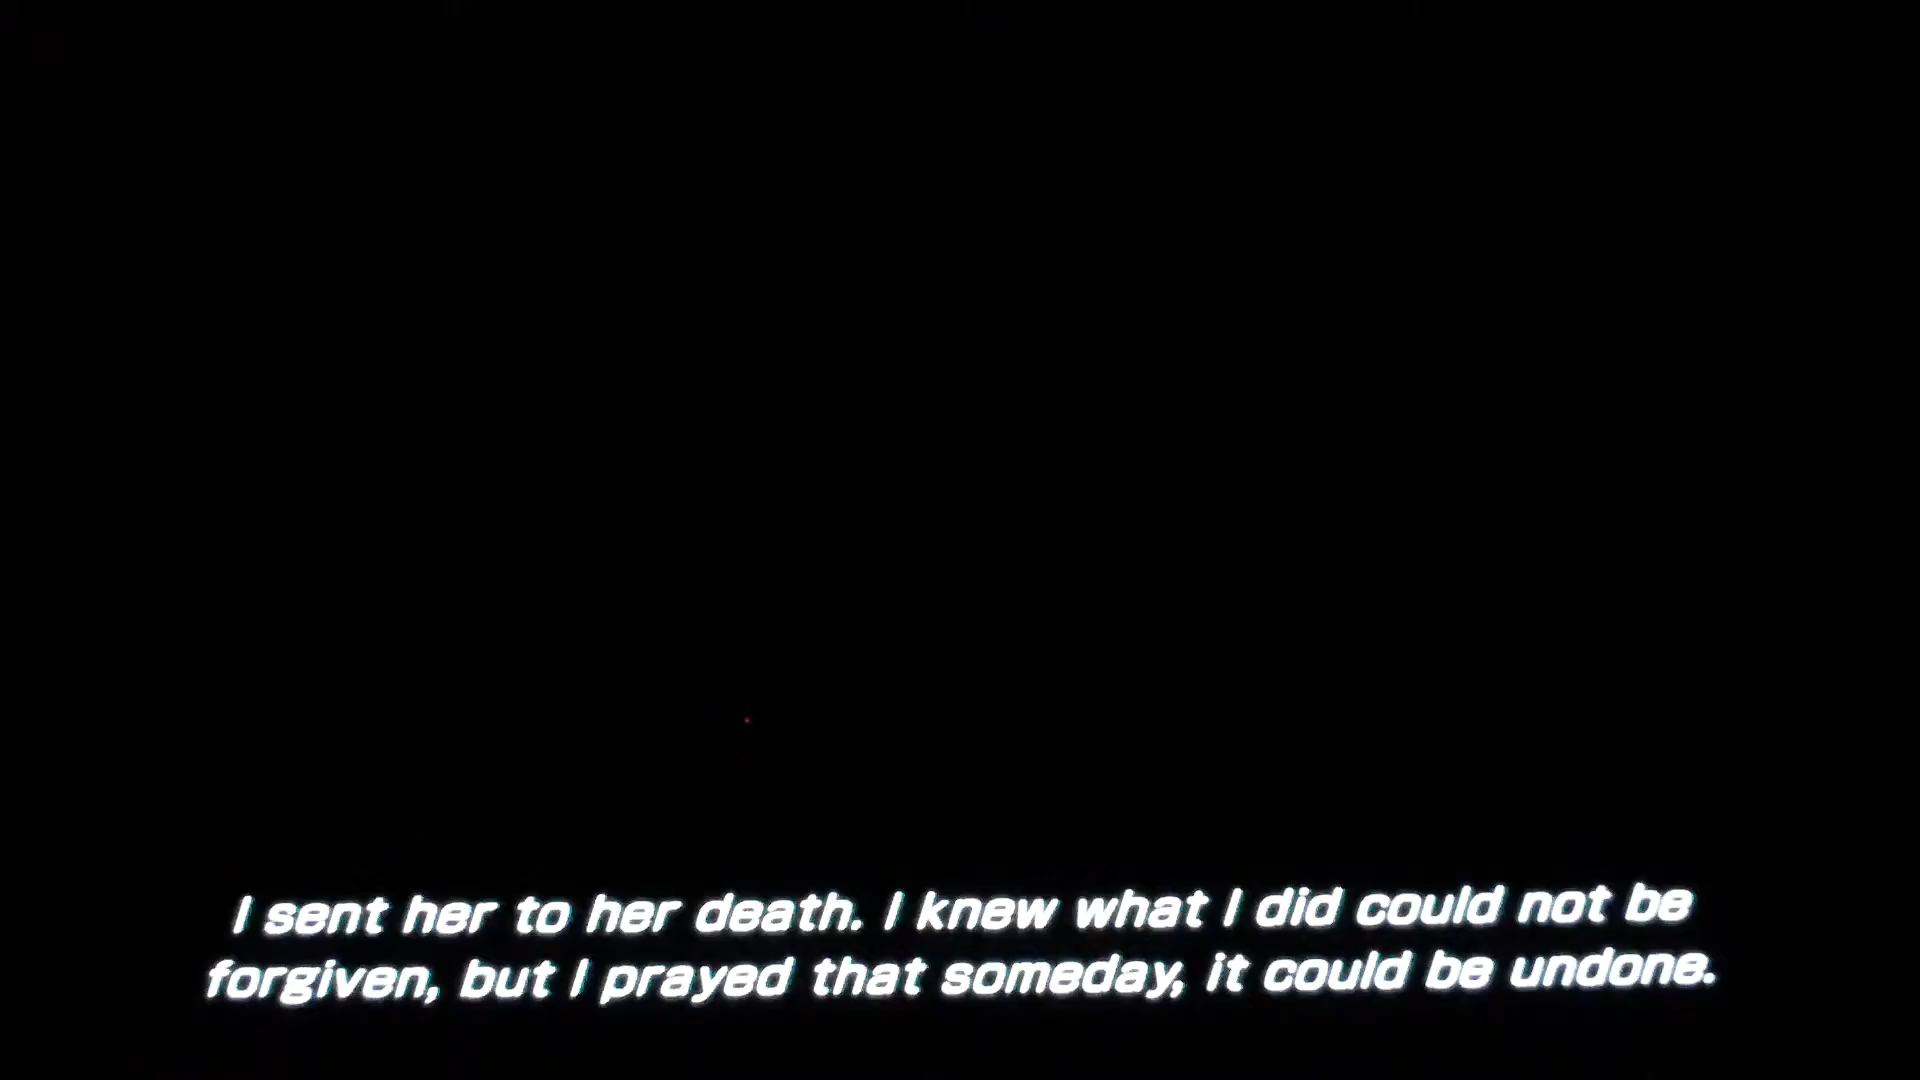 I sent her to her death. I knew what I did could not be
forgiven, but I prayed that someday, it could be undone.